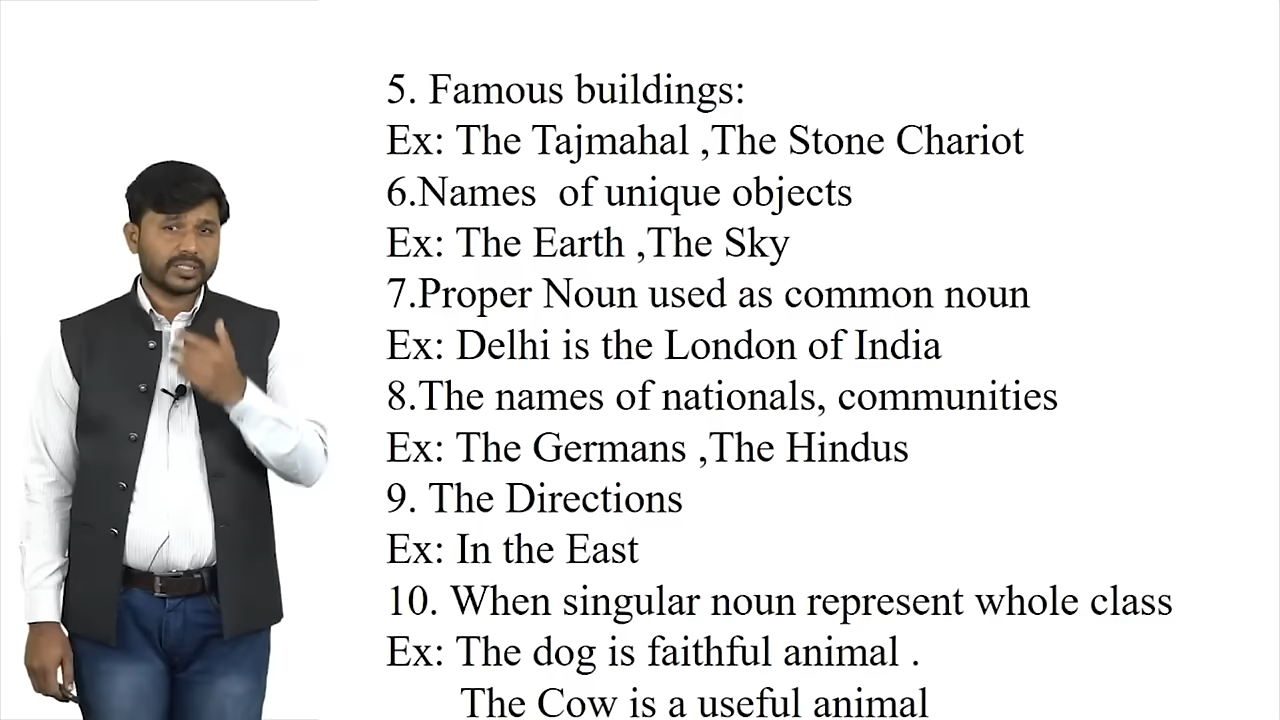 5. Famous buildings:
Ex: The Tajmahal ,The Stone Chariot
6.Names  of unique objects
Ex: The Earth ,The Sky
7.Proper Noun used as common noun
Ex: Delhi is the London of India
8.The names of nationals, communities
Ex: The Germans ,The Hindus
9. The Directions
Ex: In the East
10. When singular noun represent whole class
Ex: The dog is faithful animal .
The Cow is a useful animal